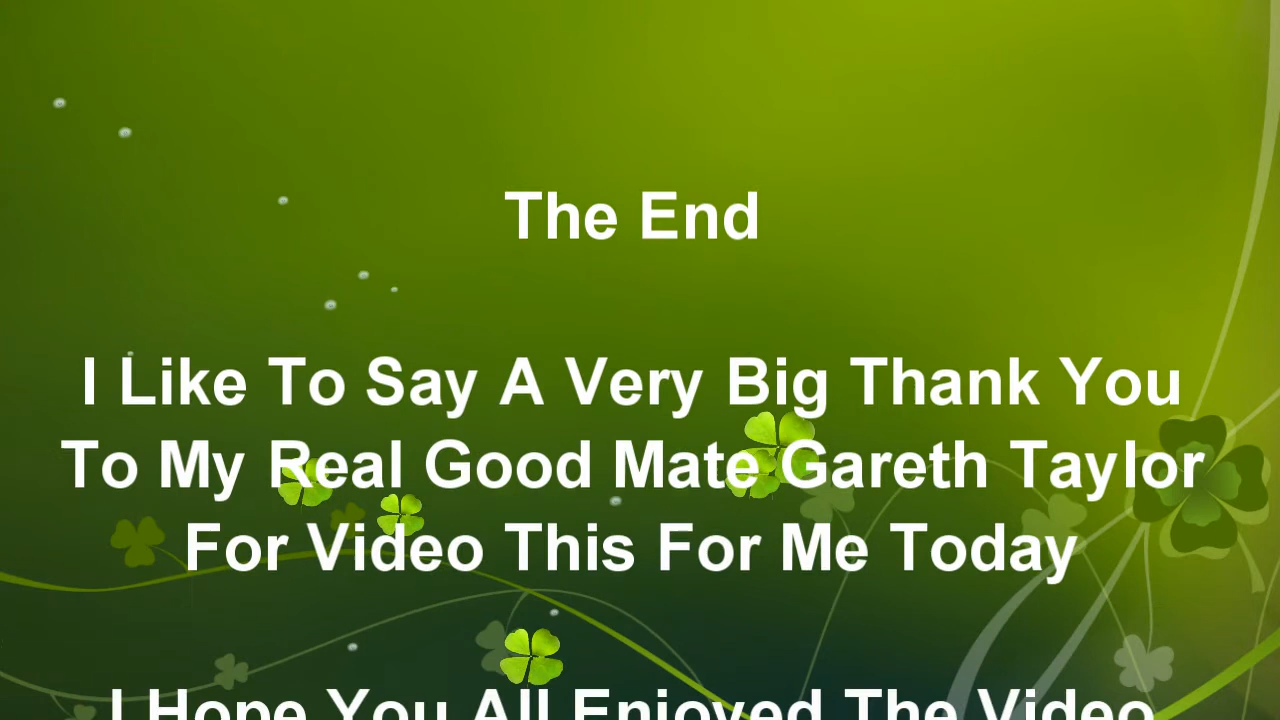 The End
I Like To Say A Very Big Thank You
To My Real Good Mate Gareth Taylor
For Video This For Me Today
I Hope You All Enjoyed The Video